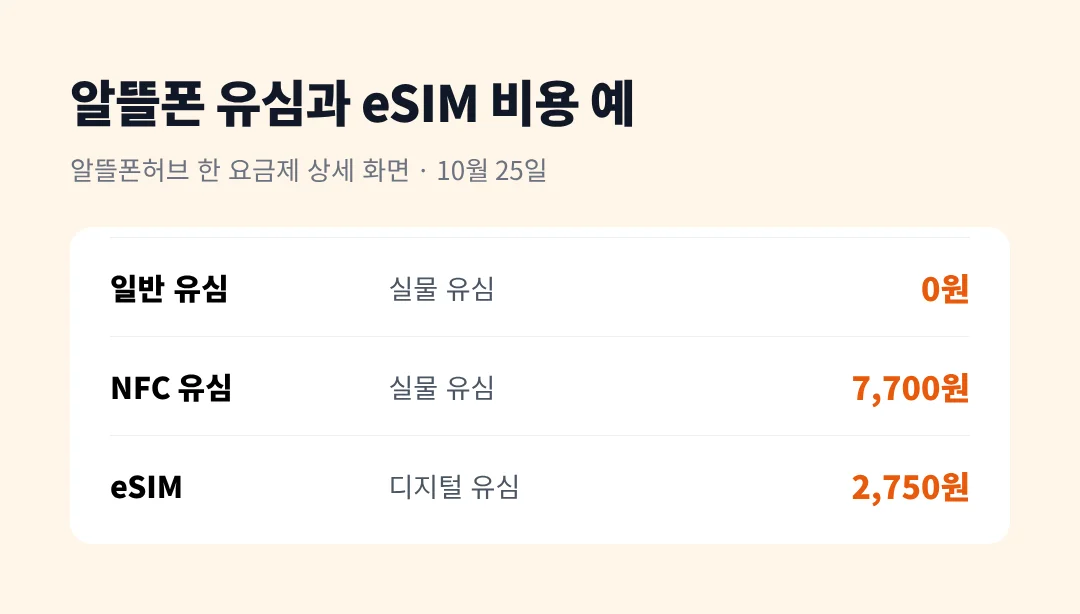 알뜰폰 유심과 eSIM 비용 예
알뜰폰허브 한 요금제 상세 화면 · 10월 25일
일반 유심 실물 유심 0원
NFC 유심 실물 유심 7,700원
eSIM 디지털 유심 2,750원